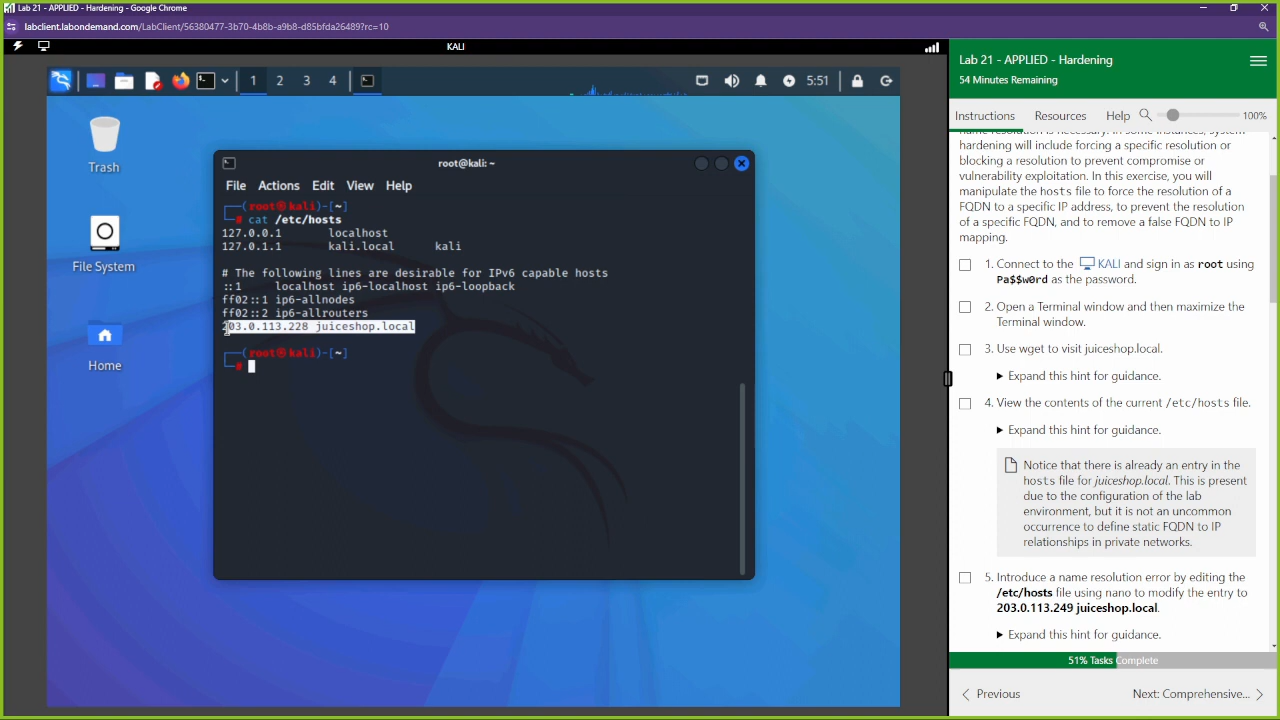 Lab 21 - APPLIED - Hardening - Google Chrome
labclient.labondemand.com/LabClient/56380477-3b70-4b8b-a9b8-d85bfda26489?rc=10
KALI
1 2 3 4
5:51
Trash
File System
Home
root@kali: ~
File Actions Edit View Help
┌──(root㉿kali)-[~]
└─# cat /etc/hosts
127.0.0.1 localhost
127.0.1.1 kali.local kali
# The following lines are desirable for IPv6 capable hosts
::1 localhost ip6-localhost ip6-loopback
ff02::1 ip6-allnodes
ff02::2 ip6-allrouters
203.0.113.228 juiceshop.local
┌──(root㉿kali)-[~]
└─#
Lab 21 - APPLIED - Hardening
54 Minutes Remaining
Instructions Resources Help 100%
name resolution is necessary. In some instances, system
hardening will include forcing a specific resolution or
blocking a resolution to prevent compromise or
vulnerability exploitation. In this exercise, you will
manipulate the hosts file to force the resolution of a
FQDN to a specific IP address, to prevent the resolution
of a specific FQDN, and to remove a false FQDN to IP
mapping.
1. Connect to the KALI and sign in as root using
Pa$$w0rd as the password.
2. Open a Terminal window and then maximize the
Terminal window.
3. Use wget to visit juiceshop.local.
▶ Expand this hint for guidance.
4. View the contents of the current /etc/hosts file.
▶ Expand this hint for guidance.
Notice that there is already an entry in the
hosts file for juiceshop.local. This is present
due to the configuration of the lab
environment, but it is not an uncommon
occurrence to define static FQDN to IP
relationships in private networks.
5. Introduce a name resolution error by editing the
/etc/hosts file using nano to modify the entry to
203.0.113.249 juiceshop.local.
▶ Expand this hint for guidance.
51% Tasks Complete
Previous Next: Comprehensive...